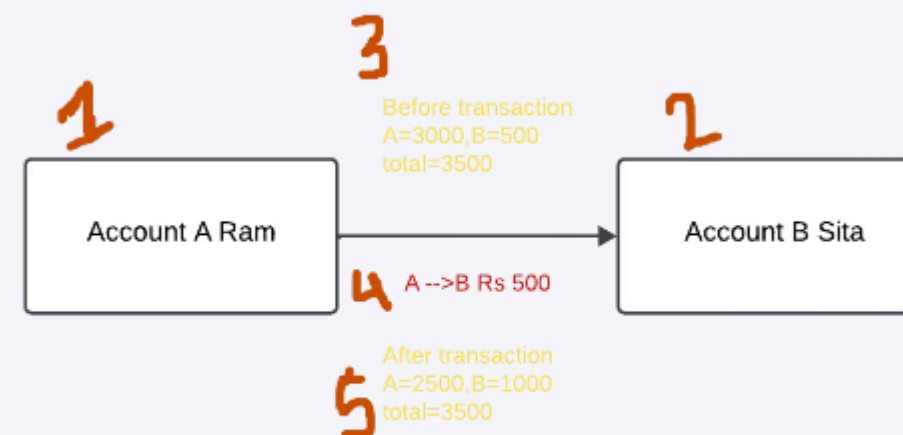 3
1
Before transaction
A=3000,B=500
total=3500
2
Account A Ram
Account B Sita
4
A -->B Rs 500
After transaction
5
A=2500,B=1000
total=3500